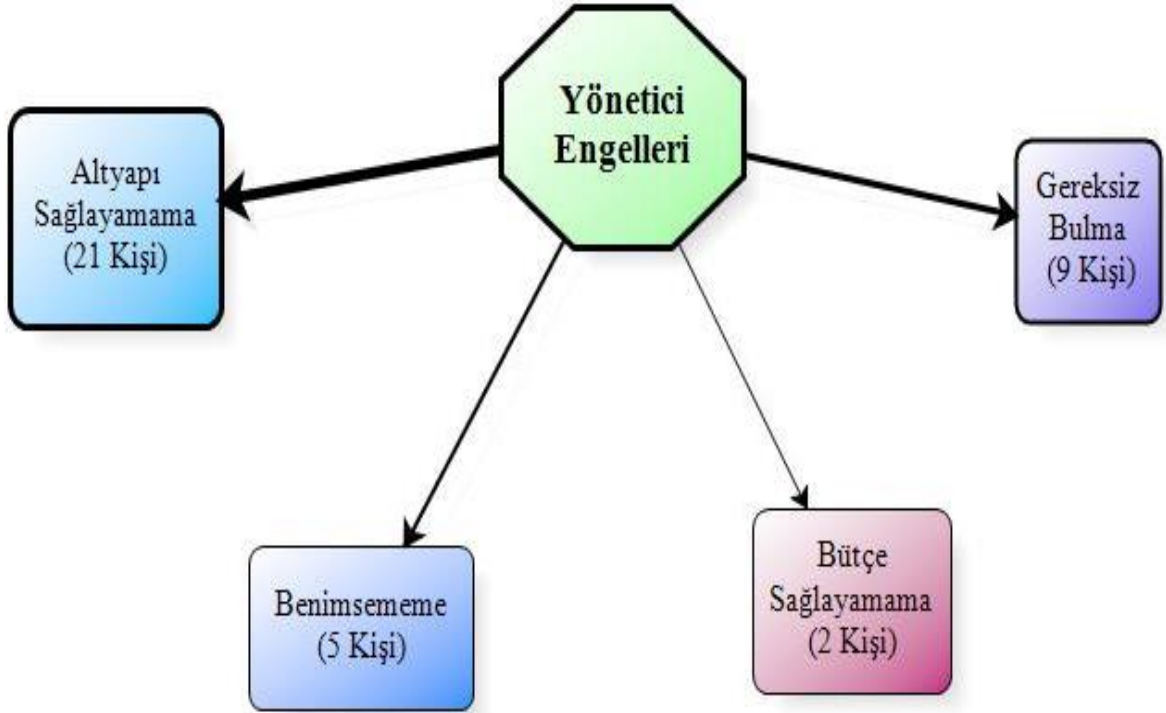 Yönetici
Engelleri
Altyapı
Sağlayamama
(21 Kişi)
Gereksiz
Bulma
(9 Kişi)
Benimsememe
(5 Kişi)
Bütçe
Sağlayamama
(2 Kişi)